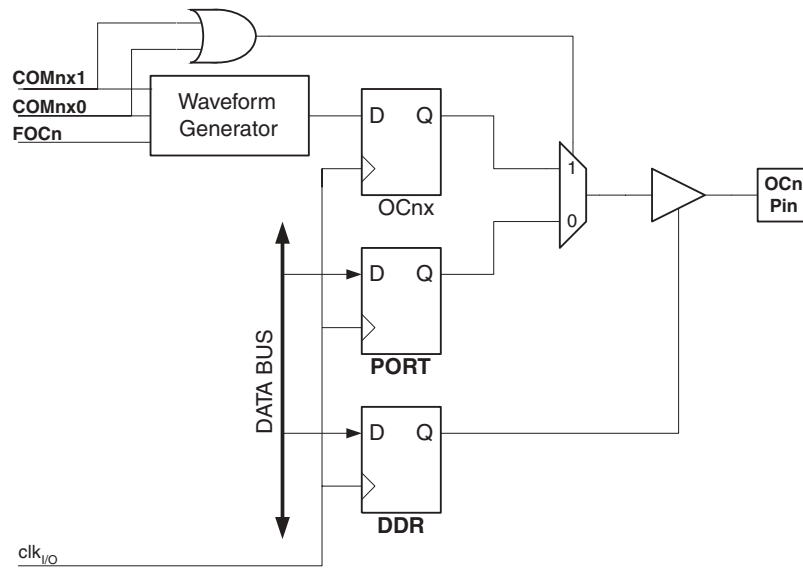 COMnx1
COMnx0
FOCn
Waveform
Generator
D Q
OCnx
1
0
OCn
Pin
D Q
PORT
D Q
DDR
DATA BUS
clkI/O